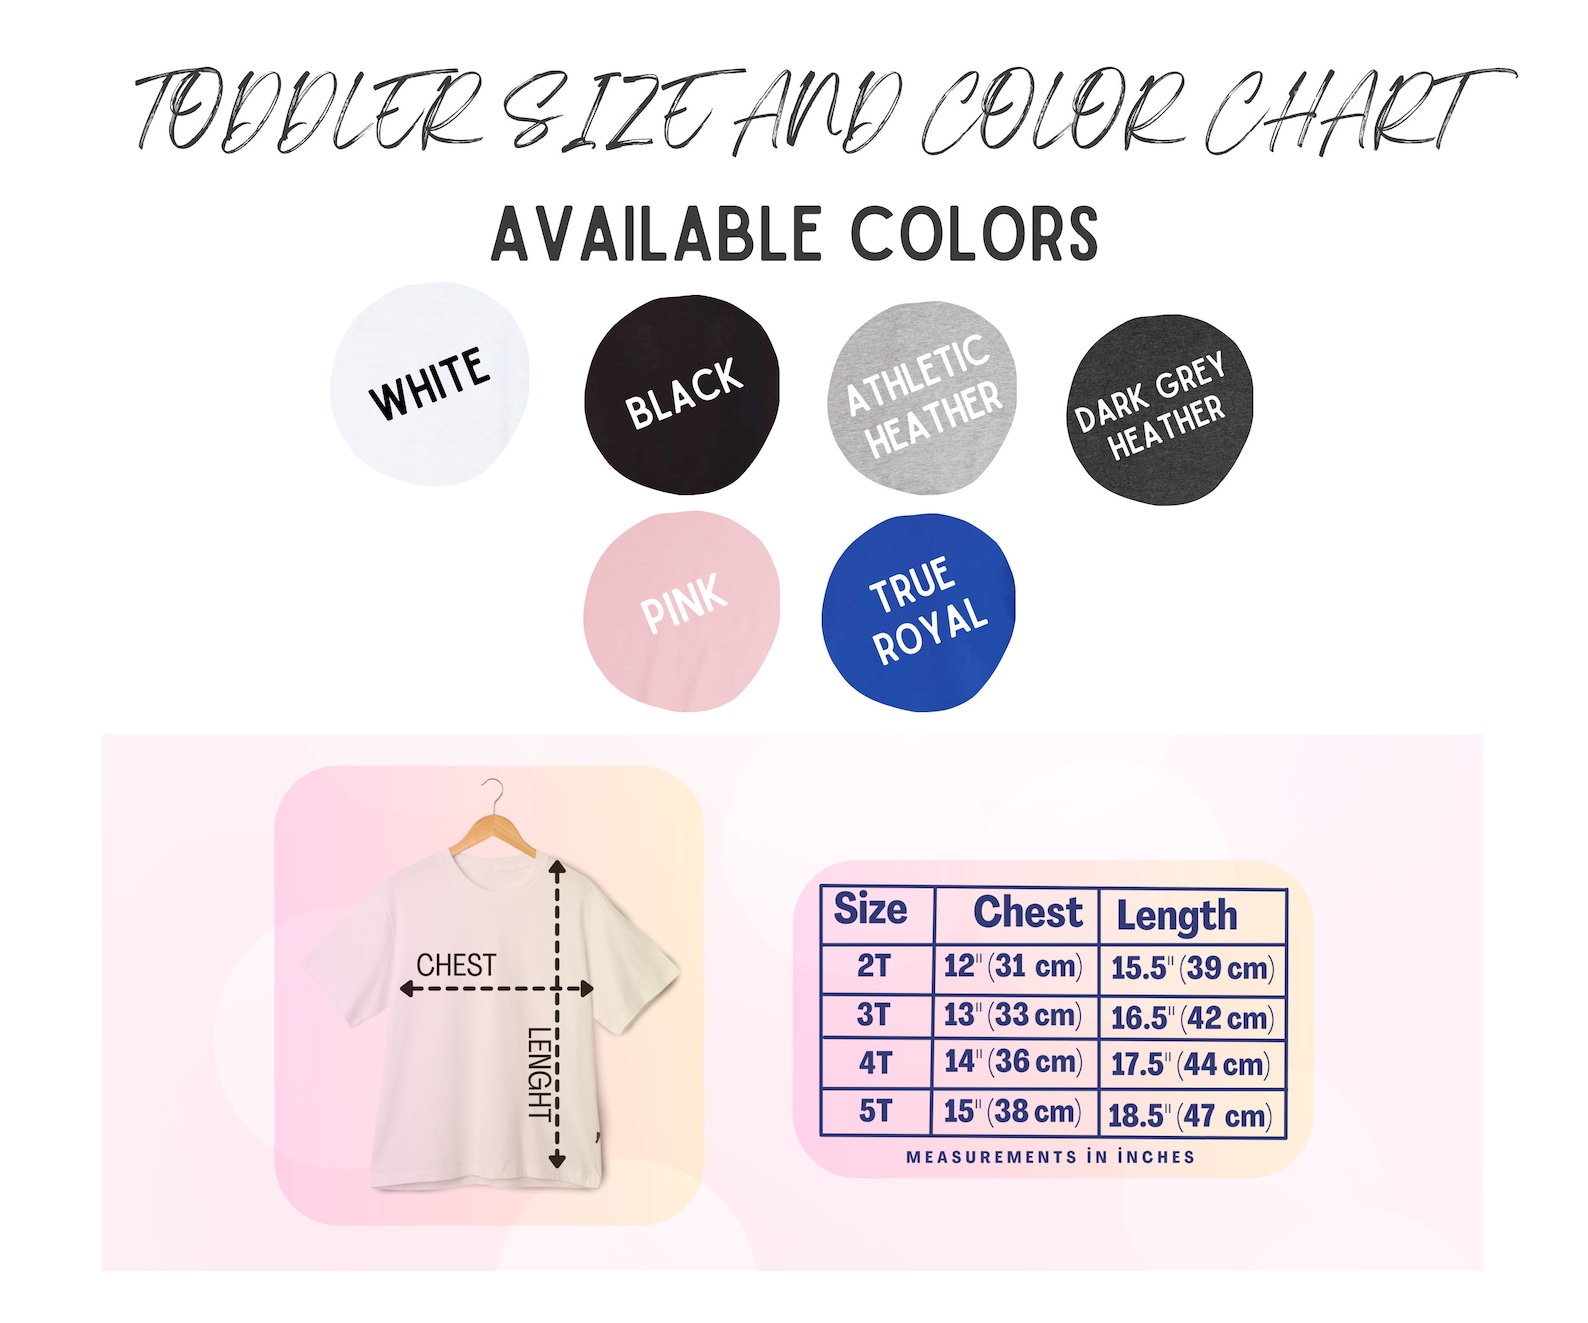 TODDLER SIZE AND COLOR CHART
AVAILABLE COLORS
WHITE
BLACK
ATHLETIC
HEATHER
DARK GREY
HEATHER
PINK
TRUE
ROYAL
CHEST
LENGHT
Size Chest Length
2T 12" (31 cm) 15.5" (39 cm)
3T 13" (33 cm) 16.5" (42 cm)
4T 14" (36 cm) 17.5" (44 cm)
5T 15" (38 cm) 18.5" (47 cm)
MEASUREMENTS İN İNCHES